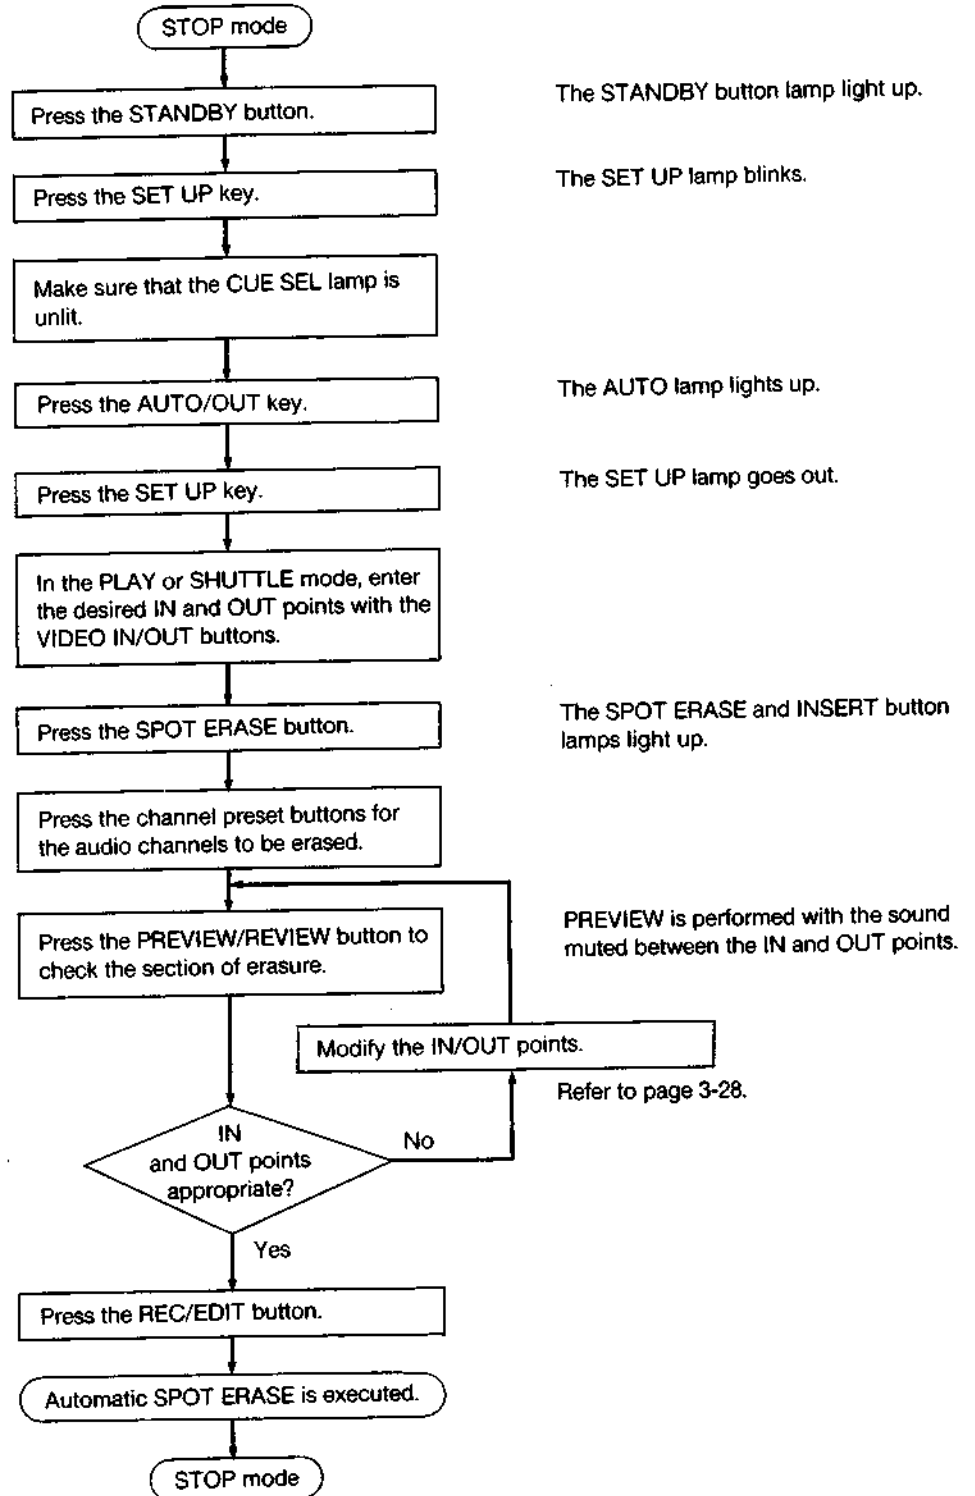 STOP mode
Press the STANDBY button.
The STANDBY button lamp light up.
Press the SET UP key.
The SET UP lamp blinks.
Make sure that the CUE SEL lamp is
unlit.
Press the AUTO/OUT key.
The AUTO lamp lights up.
Press the SET UP key.
The SET UP lamp goes out.
In the PLAY or SHUTTLE mode, enter
the desired IN and OUT points with the
VIDEO IN/OUT buttons.
Press the SPOT ERASE button.
The SPOT ERASE and INSERT button
lamps light up.
Press the channel preset buttons for
the audio channels to be erased.
Press the PREVIEW/REVIEW button to
check the section of erasure.
PREVIEW is performed with the sound
muted between the IN and OUT points.
Modify the IN/OUT points.
Refer to page 3-28.
IN
and OUT points
appropriate?
No
Yes
Press the REC/EDIT button.
Automatic SPOT ERASE is executed.
STOP mode